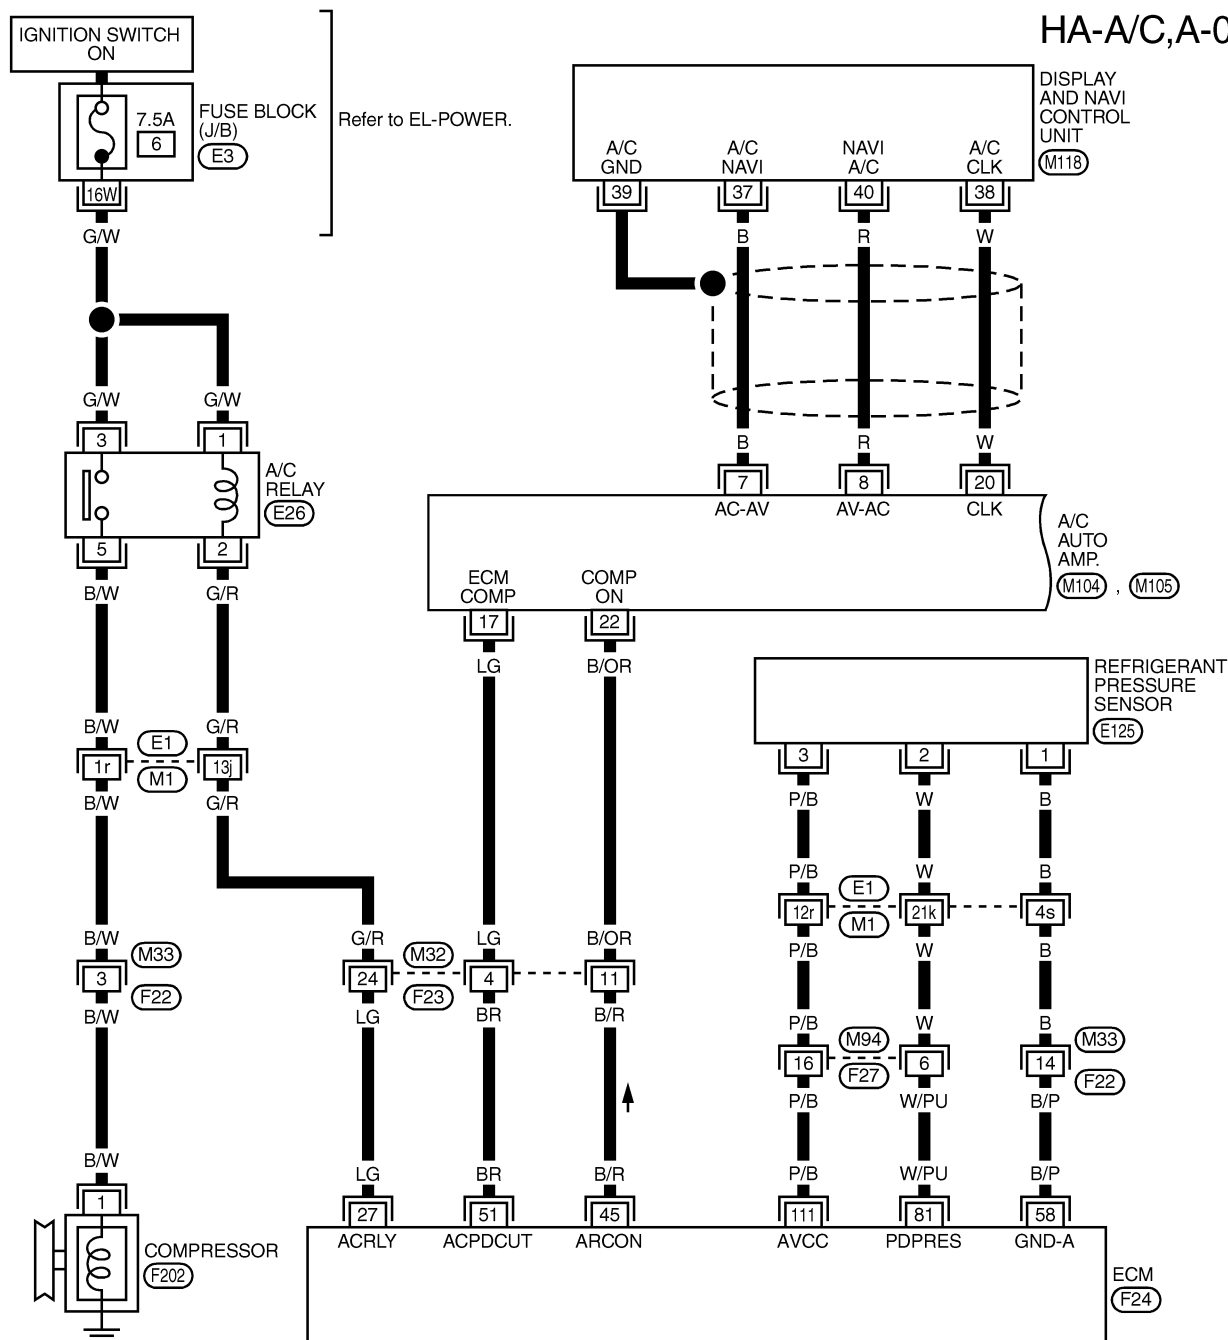 HA-A/C,A-0
IGNITION SWITCH
ON
7.5A
6
FUSE BLOCK
(J/B)
E3
Refer to EL-POWER.
16W
G/W
DISPLAY
AND NAVI
CONTROL
UNIT
M118
A/C
GND
A/C
NAVI
NAVI
A/C
A/C
CLK
39
37
40
38
B
R
W
G/W
G/W
3
1
A/C
RELAY
E26
5
2
B/W
G/R
B
R
W
7
8
20
AC-AV
AV-AC
CLK
A/C
AUTO
AMP.
M104 , M105
ECM
COMP
COMP
ON
17
22
LG
B/OR
REFRIGERANT
PRESSURE
SENSOR
E125
3
2
1
P/B
W
B
B/W
G/R
1r
E1
M1
13j
B/W
G/R
P/B
W
B
12r
E1
M1
21k
4s
P/B
W
B
B/W
3
M33
F22
B/W
G/R
LG
B/OR
24
M32
F23
4
11
LG
BR
B/R
P/B
W
B
16
M94
F27
6
14
M33
F22
P/B
W/PU
B/P
B/W
1
COMPRESSOR
F202
LG
BR
B/R
P/B
W/PU
B/P
27
51
45
111
81
58
ACRLY
ACPDCUT
ARCON
AVCC
PDPRES
GND-A
ECM
F24